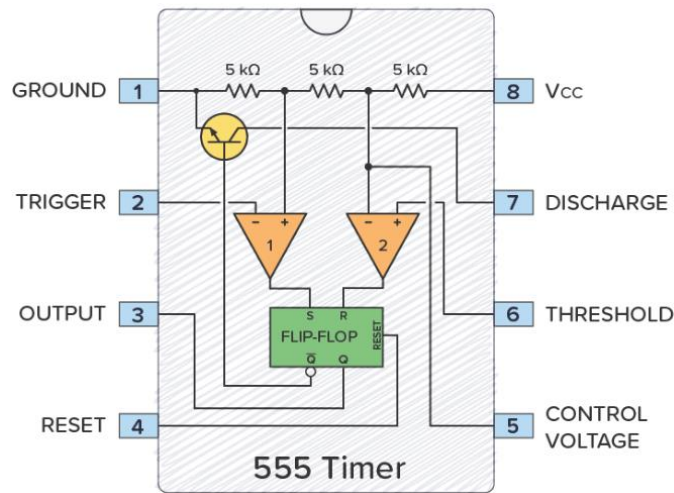 5 kΩ 5 kΩ 5 kΩ
GROUND 1
8 Vcc
TRIGGER 2
7 DISCHARGE
− +
− +
1
2
OUTPUT 3
6 THRESHOLD
S R
FLIP-FLOP
RESET
Q̅ Q
RESET 4
5 CONTROL
VOLTAGE
555 Timer